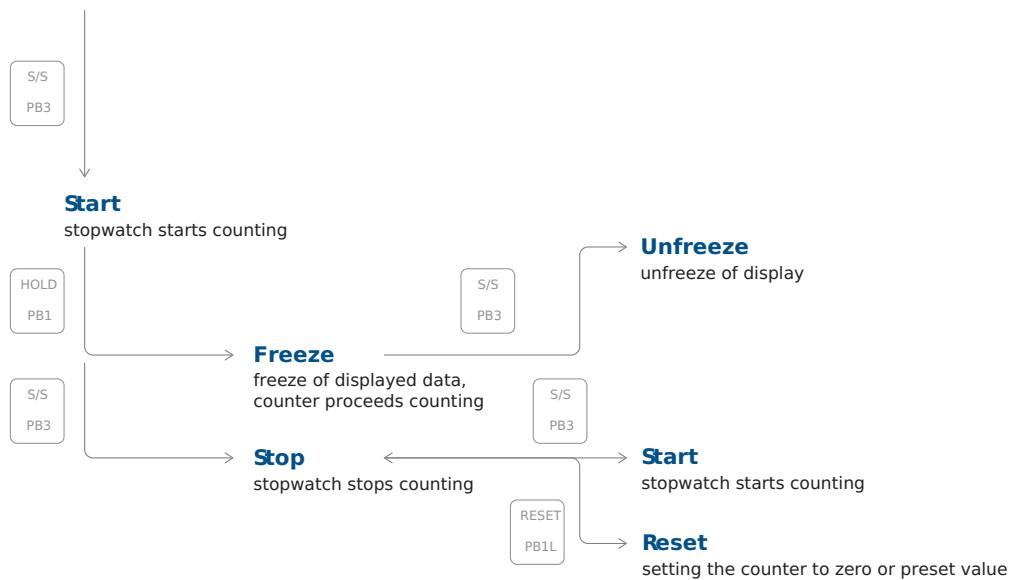 S/S
PB3
Start
stopwatch starts counting
HOLD
PB1
S/S
PB3
Unfreeze
unfreeze of display
Freeze
freeze of displayed data,
counter proceeds counting
S/S
PB3
S/S
PB3
Stop
stopwatch stops counting
Start
stopwatch starts counting
RESET
PB1L
Reset
setting the counter to zero or preset value